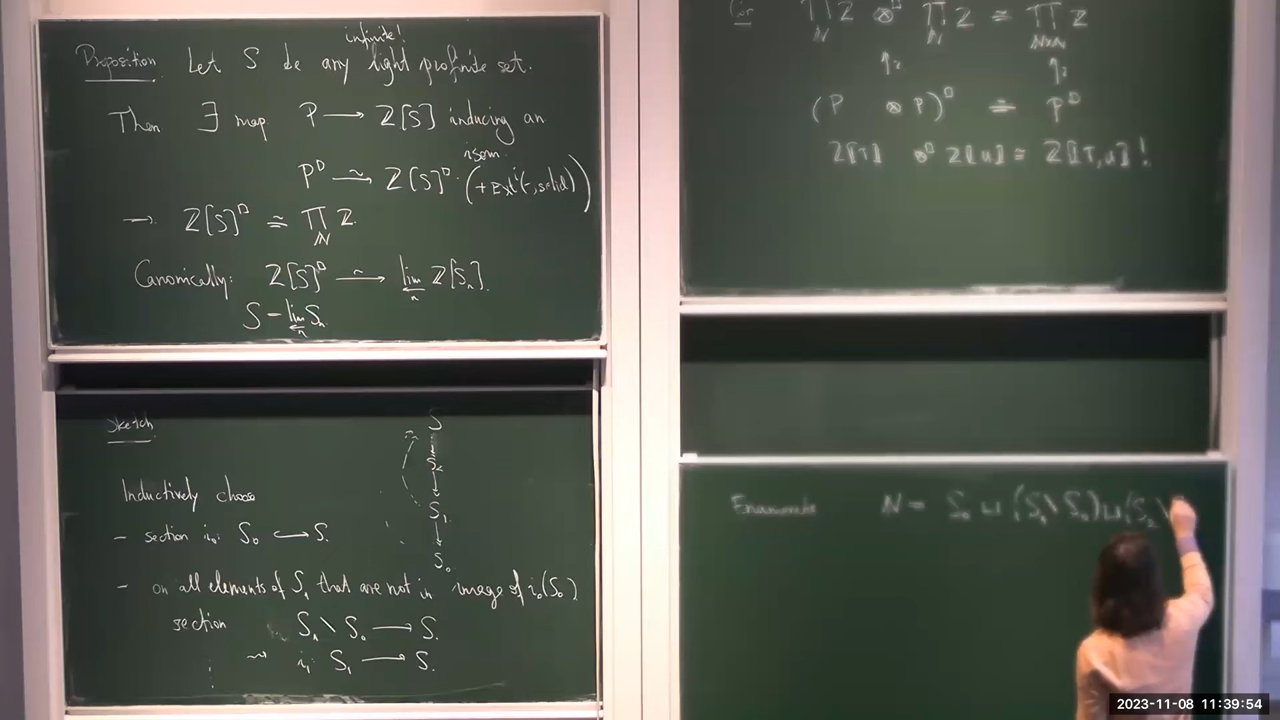 infinite!
Proposition Let S be any light profinite set.
Then ∃ map P → Z[S] inducing an
isom.
P^□ →~ Z[S]^□. (+ Ext^i(-, solid))
→ Z[S]^□ ≅ ∏_N Z.
Canonically: Z[S]^□ →~ lim_← n Z[S_n].
S = lim_← n S_n.
Sketch
Inductively choose
- section i_0: S_0 ↪ S.
- on all elements of S_1 that are not in image of i_0(S_0)
section S_1 \ S_0 → S.
⇝ i_1: S_1 → S.
⋮
S
↓
S_2
↓
S_1
↓
S_0
Cor ∏_N Z ⊗^□ ∏_N Z ≅ ∏_{N×N} Z
↑≀ ↑≀
(P ⊗ P)^□ ≅ P^□
Z[[T]] ⊗^□ Z[[U]] ≅ Z[[T,U]]!
Enumerate N = S_0 ⊔ (S_1 \ S_0) ⊔ (S_2 \
2023-11-08 11:39:54